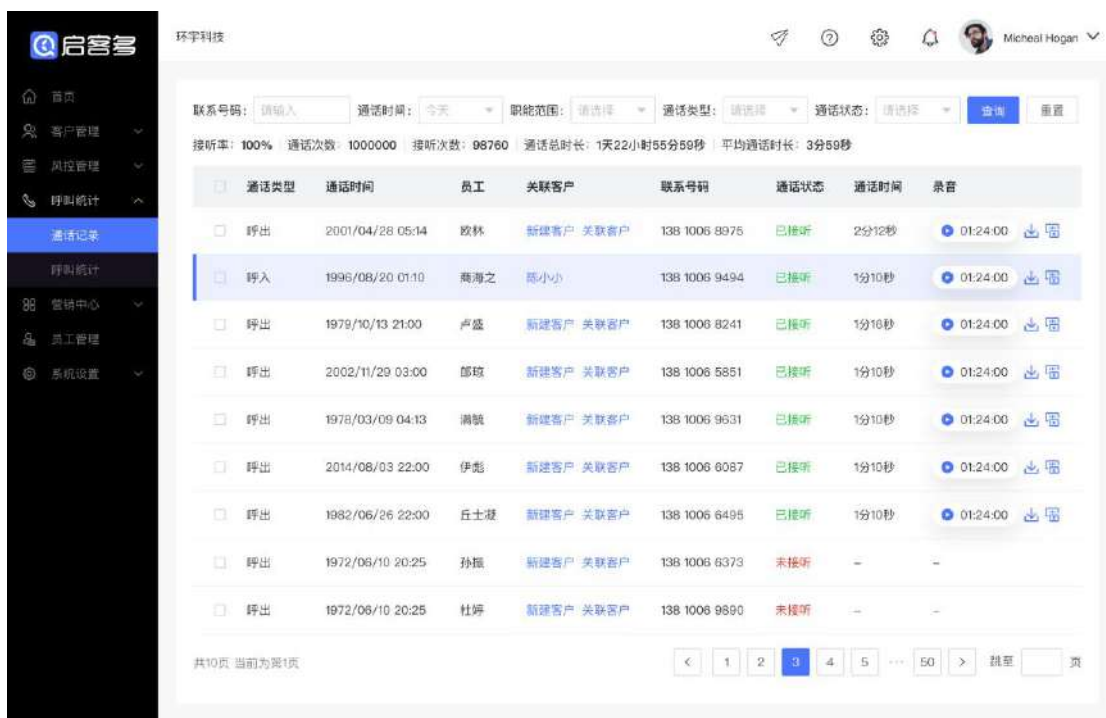 启客多
环宇科技
Micheal Hogan
首页
客户管理
风控管理
呼叫统计
通话记录
呼叫统计
营销中心
员工管理
系统设置
联系号码： 请输入 通话时间： 今天 职能范围： 请选择 通话类型： 请选择 通话状态： 请选择 查询 重置
接听率：100% 通话次数：1000000 接听次数：98760 通话总时长：1天22小时55分59秒 平均通话时长：3分59秒
通话类型 通话时间 员工 关联客户 联系号码 通话状态 通话时间 录音
呼出 2001/04/28 05:14 欧林 新建客户 关联客户 138 1006 8975 已接听 2分12秒 01:24:00
呼入 1996/08/20 01:10 商海之 陈小小 138 1006 9494 已接听 1分10秒 01:24:00
呼出 1979/10/13 21:00 卢盛 新建客户 关联客户 138 1006 8241 已接听 1分16秒 01:24:00
呼出 2002/11/29 03:00 新建客户 关联客户 138 1006 5851 已接听 1分10秒 01:24:00
呼出 1978/03/09 04:13 满毓 新建客户 关联客户 138 1006 9631 已接听 1分10秒 01:24:00
呼出 2014/08/03 22:00 伊彪 新建客户 关联客户 138 1006 6087 已接听 1分10秒 01:24:00
呼出 1982/06/26 22:00 丘士凝 新建客户 关联客户 138 1006 6495 已接听 1分10秒 01:24:00
呼出 1972/06/10 20:25 孙振 新建客户 关联客户 138 1006 6373 未接听 – –
呼出 1972/06/10 20:25 杜婷 新建客户 关联客户 138 1006 9890 未接听 – –
共10页 当前为第1页
< 1 2 3 4 5 ··· 50 > 跳至 页